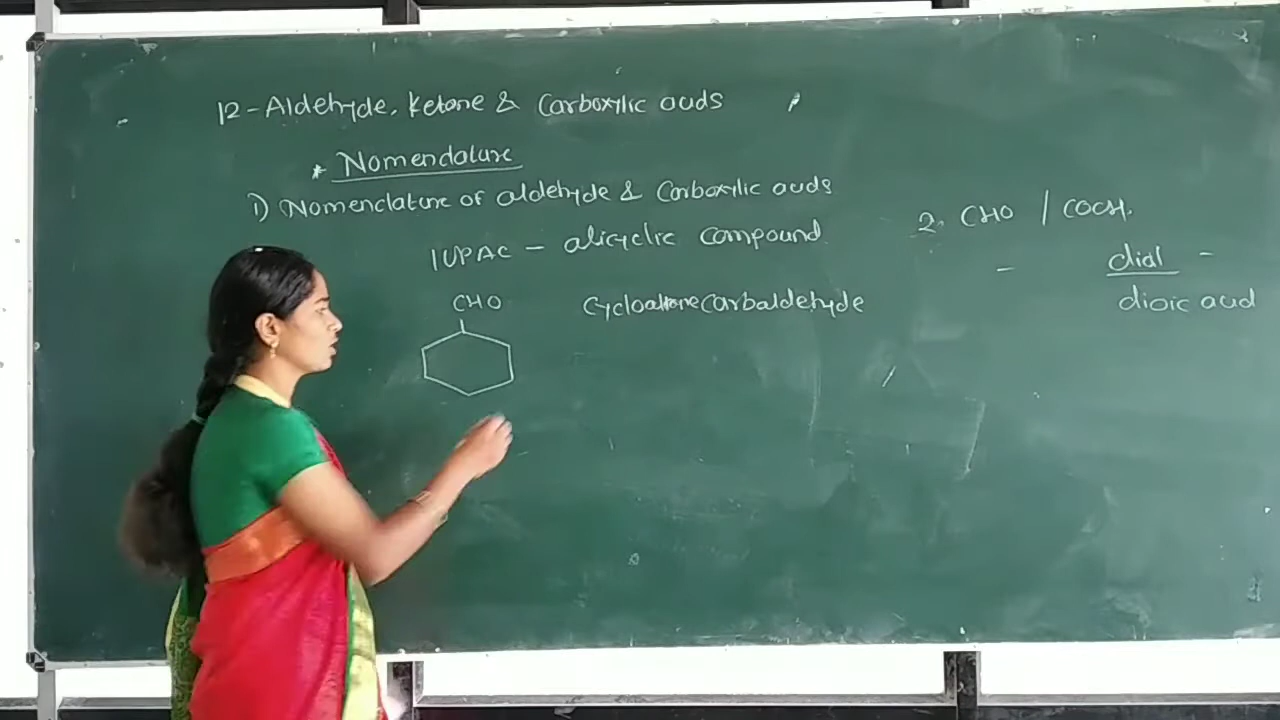 12-Aldehyde, Ketone & Carboxylic acids
* Nomenclature
1) Nomenclature of aldehyde & Carboxylic acids
IUPAC - alicyclic compound
CHO
Cycloalkanecarbaldehyde
2. CHO / COOH.
- dial -
dioic acid